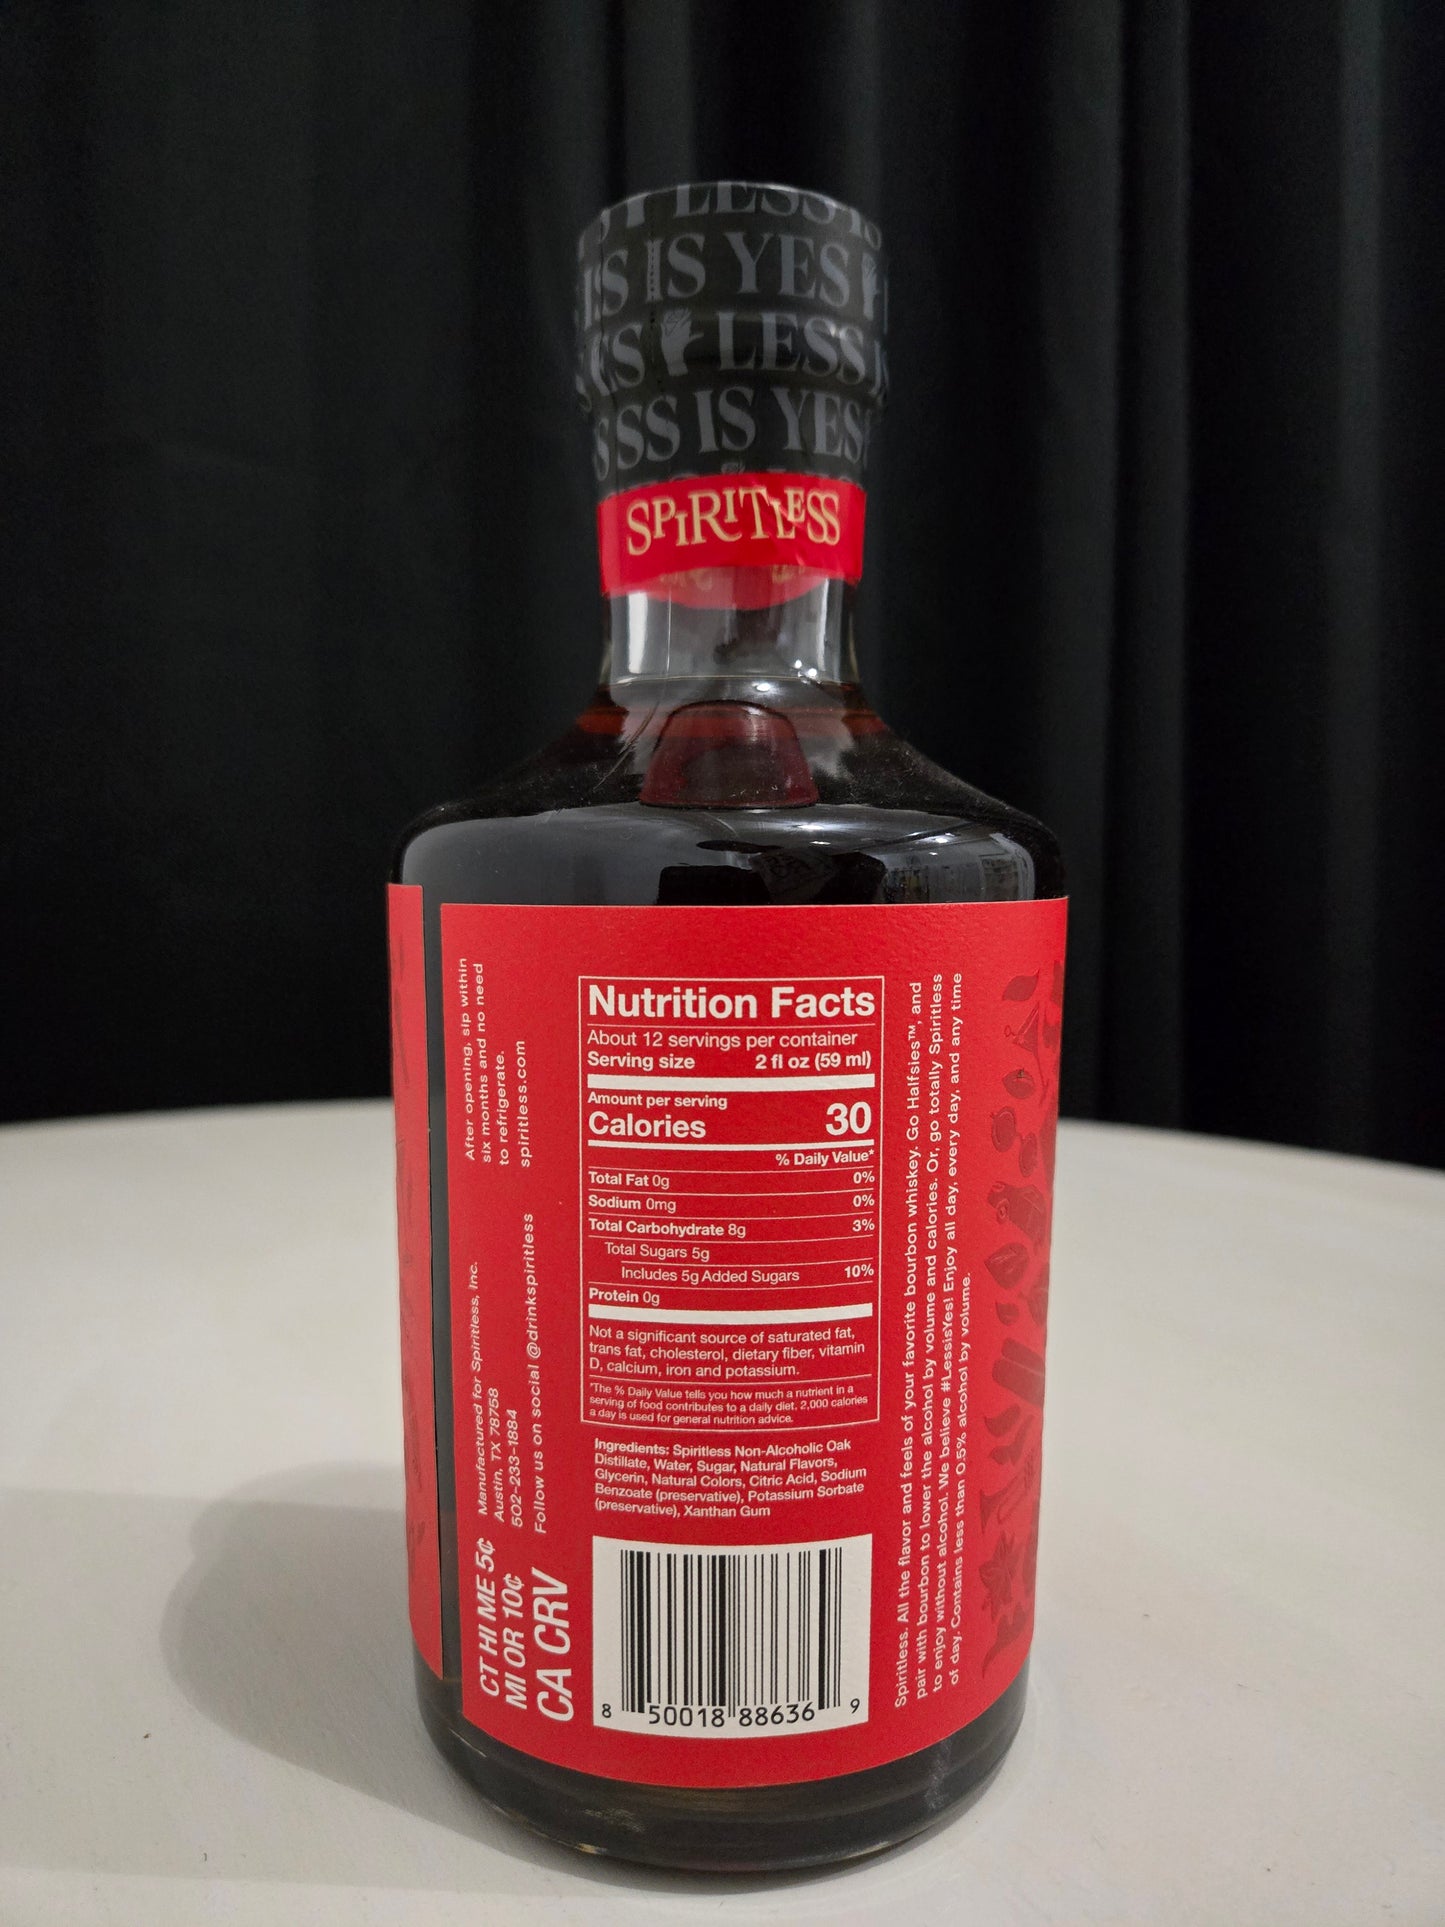 LESS IS
IS YES
ES LESS IS
SS IS YES
SPIRITLESS
After opening, sip within
six months and no need
to refrigerate.
spiritless.com
Manufactured for Spiritless, Inc.
Austin, TX 78758
502-233-1884
Follow us on social @drinkspiritless
CT HI ME 5¢
MI OR 10¢
CA CRV
Nutrition Facts
About 12 servings per container
Serving size 2 fl oz (59 ml)
Amount per serving
Calories 30
% Daily Value*
Total Fat 0g 0%
Sodium 0mg 0%
Total Carbohydrate 8g 3%
Total Sugars 5g
Includes 5g Added Sugars 10%
Protein 0g
Not a significant source of saturated fat,
trans fat, cholesterol, dietary fiber, vitamin
D, calcium, iron and potassium.
*The % Daily Value tells you how much a nutrient in a
serving of food contributes to a daily diet. 2,000 calories
a day is used for general nutrition advice.
Ingredients: Spiritless Non-Alcoholic Oak
Distillate, Water, Sugar, Natural Flavors,
Glycerin, Natural Colors, Citric Acid, Sodium
Benzoate (preservative), Potassium Sorbate
(preservative), Xanthan Gum
8 50018 88636 9
Spiritless. All the flavor and feels of your favorite bourbon whiskey. Go Halfsies™, and
pair with bourbon to lower the alcohol by volume and calories. Or, go totally Spiritless
to enjoy without alcohol. We believe #LessisYes! Enjoy all day, every day, and any time
of day. Contains less than 0.5% alcohol by volume.